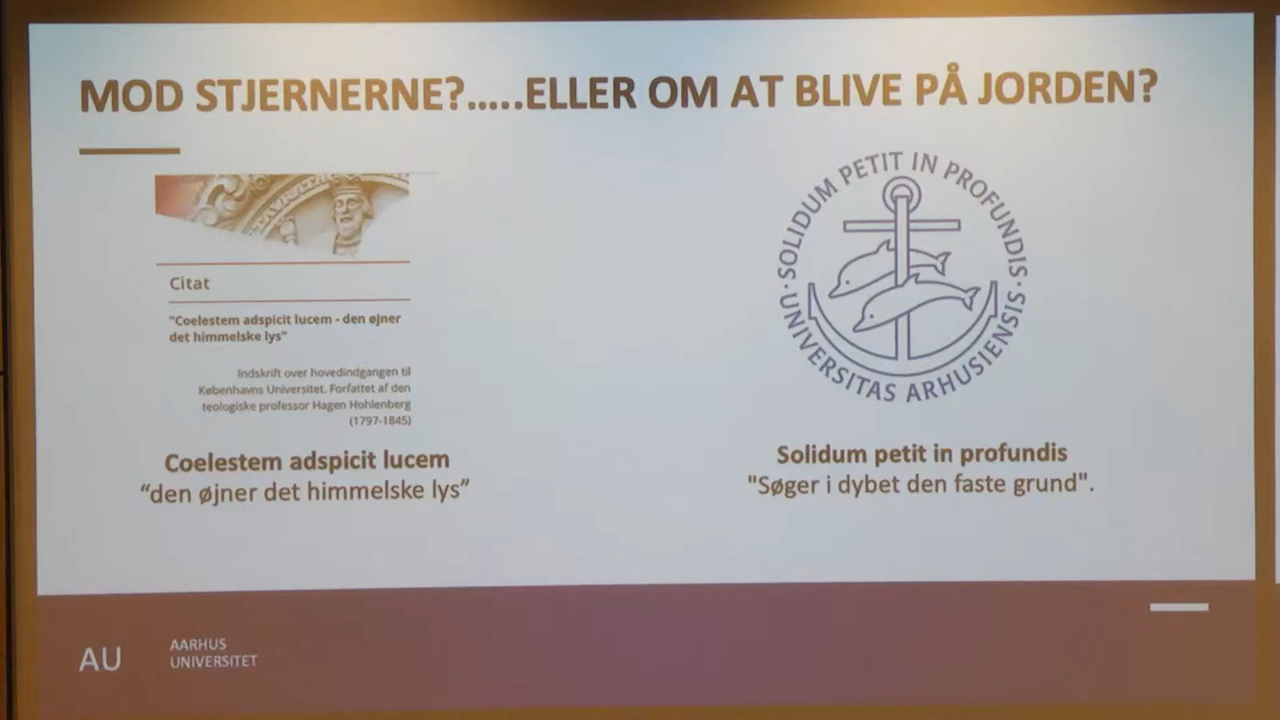 MOD STJERNERNE?.....ELLER OM AT BLIVE PÅ JORDEN?
Citat
"Coelestem adspicit lucem - den øjner
det himmelske lys"
Indskrift over hovedindgangen til
Københavns Universitet. Forfattet af den
teologiske professor Hagen Hohlenberg
(1797-1845)
Coelestem adspicit lucem
“den øjner det himmelske lys”
· SOLIDUM PETIT IN PROFUNDIS ·
UNIVERSITAS ARHUSIENSIS
Solidum petit in profundis
"Søger i dybet den faste grund".
AU
AARHUS
UNIVERSITET